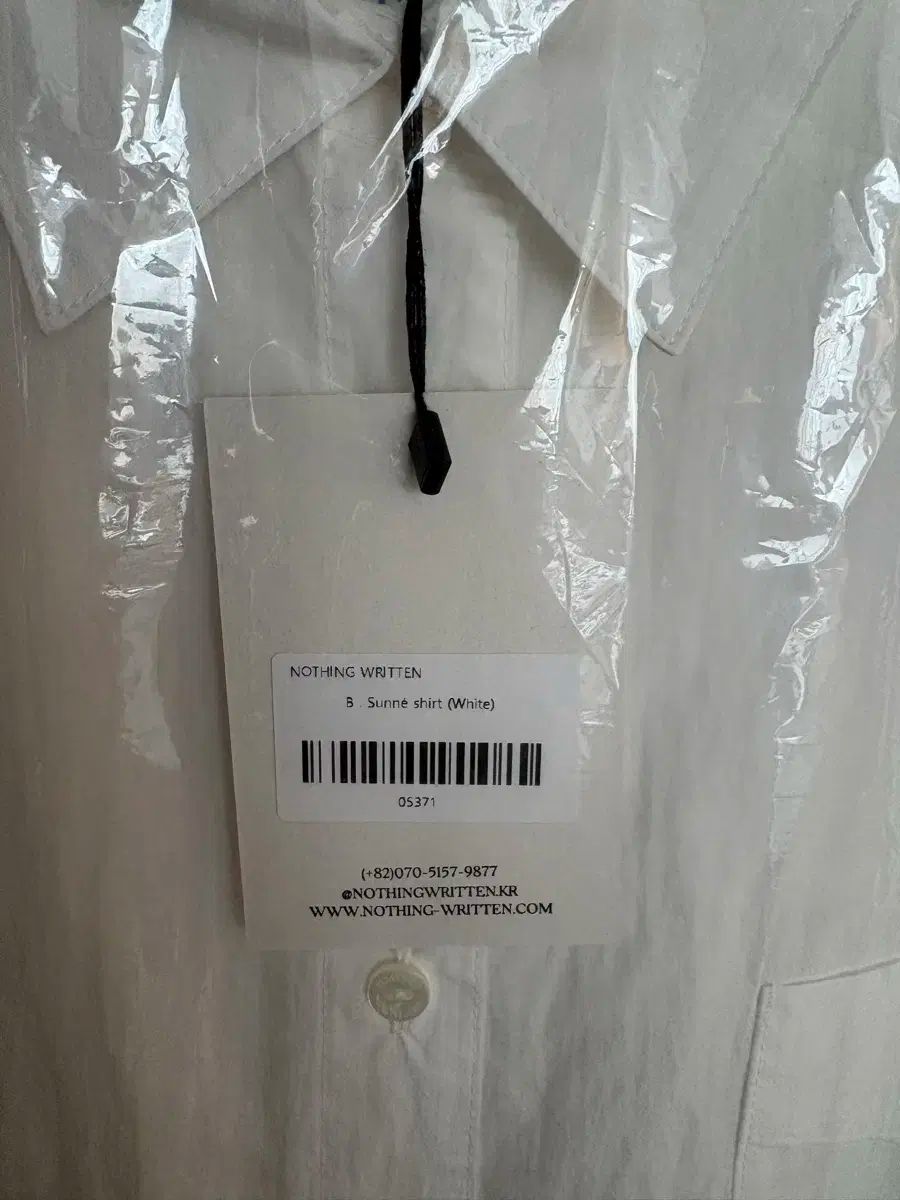 NOTHING WRITTEN
B . Sunné shirt (White)
05371
(+82)070-5157-9877
@NOTHINGWRITTEN.KR
WWW.NOTHING-WRITTEN.COM